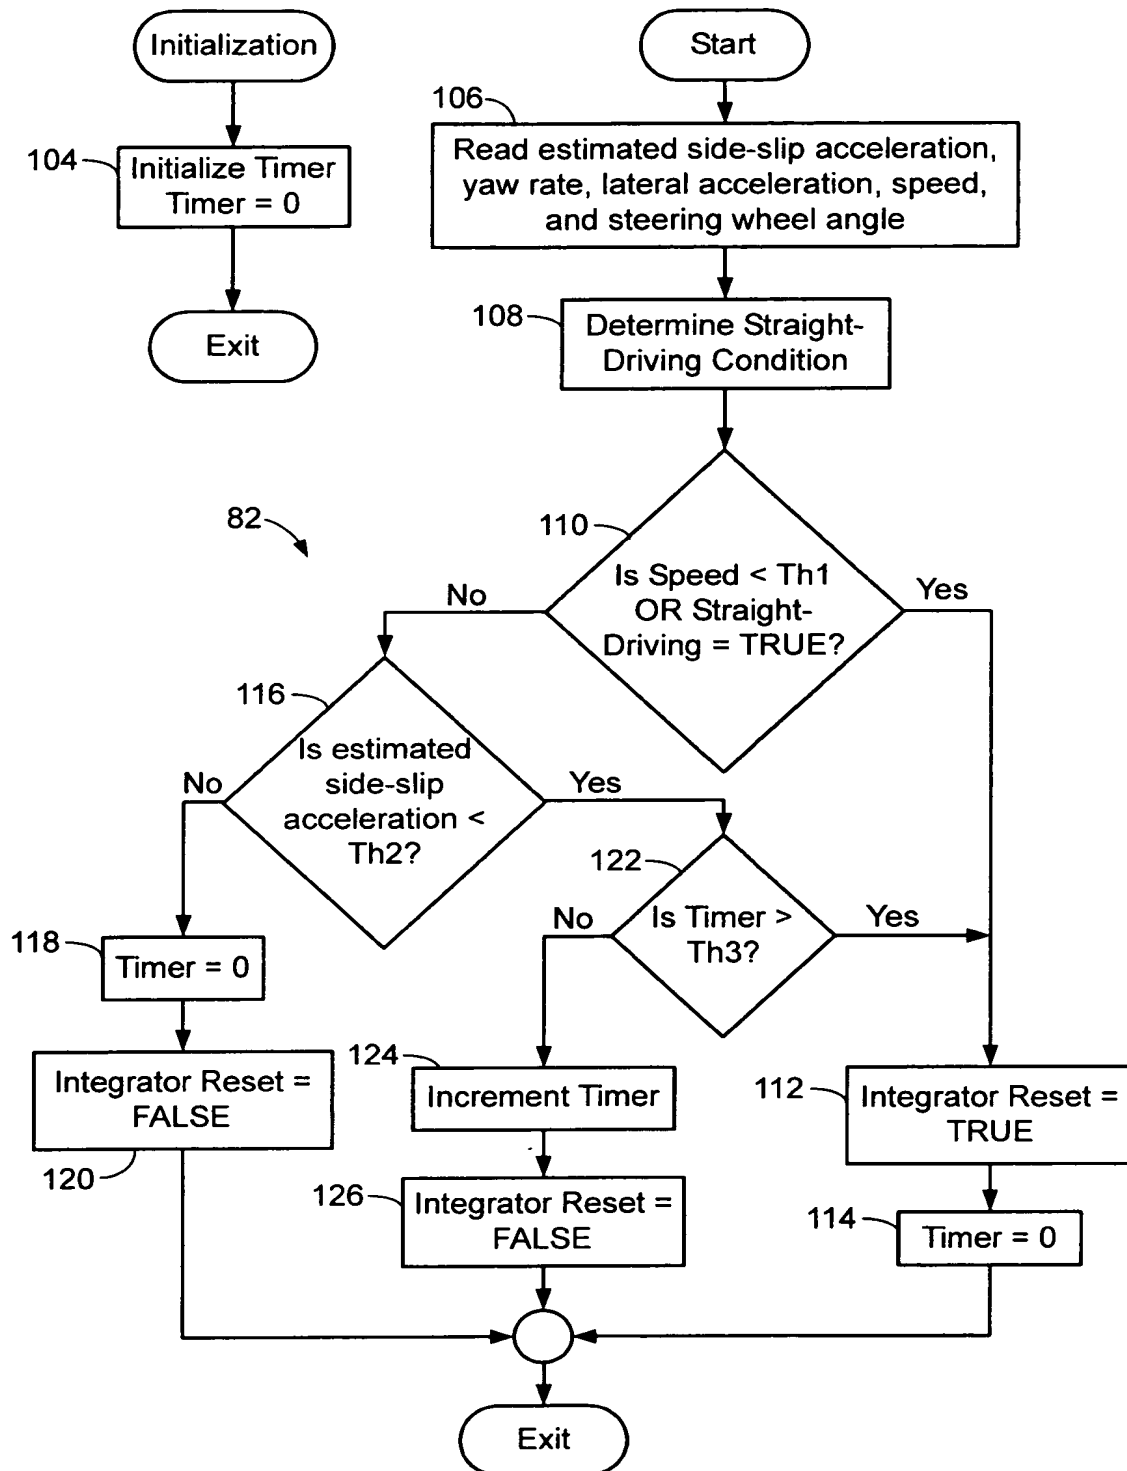 Initialization
Start
104
Initialize Timer
Timer = 0
Exit
106
Read estimated side-slip acceleration,
yaw rate, lateral acceleration, speed,
and steering wheel angle
108
Determine Straight-
Driving Condition
82
110
Is Speed < Th1
OR Straight-
Driving = TRUE?
No
Yes
116
Is estimated
side-slip
acceleration <
Th2?
No
Yes
122
Is Timer >
Th3?
No
Yes
118
Timer = 0
Integrator Reset =
FALSE
120
124
Increment Timer
126
Integrator Reset =
FALSE
112
Integrator Reset =
TRUE
114
Timer = 0
Exit